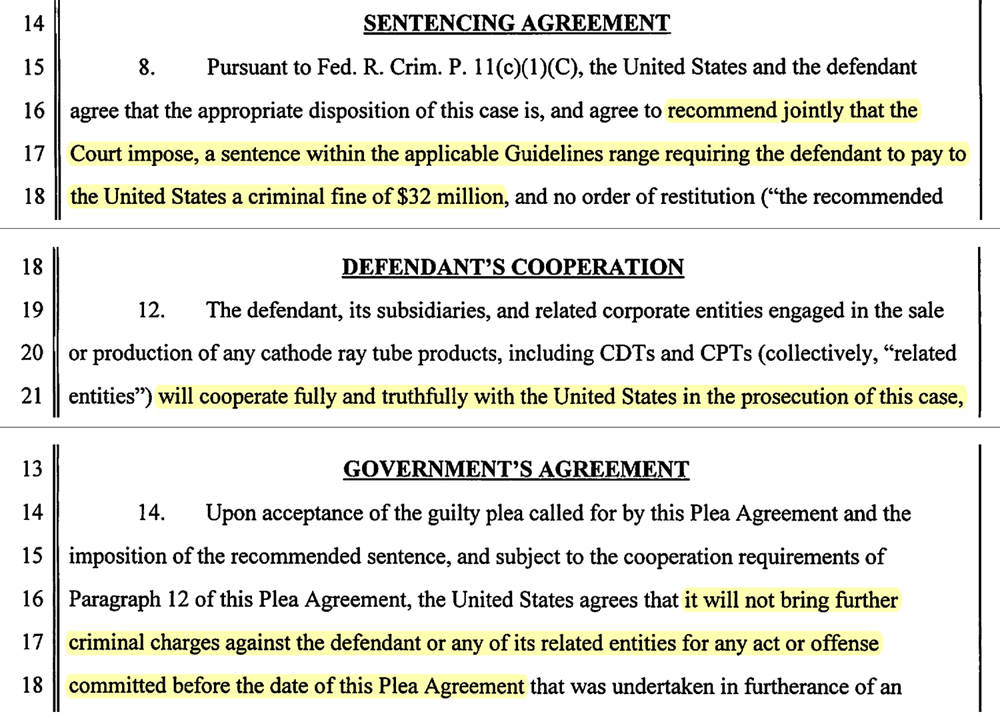 14 SENTENCING AGREEMENT
15 8. Pursuant to Fed. R. Crim. P. 11(c)(1)(C), the United States and the defendant
16 agree that the appropriate disposition of this case is, and agree to recommend jointly that the
17 Court impose, a sentence within the applicable Guidelines range requiring the defendant to pay to
18 the United States a criminal fine of $32 million, and no order of restitution (“the recommended
18 DEFENDANT’S COOPERATION
19 12. The defendant, its subsidiaries, and related corporate entities engaged in the sale
20 or production of any cathode ray tube products, including CDTs and CPTs (collectively, “related
21 entities”) will cooperate fully and truthfully with the United States in the prosecution of this case,
13 GOVERNMENT’S AGREEMENT
14 14. Upon acceptance of the guilty plea called for by this Plea Agreement and the
15 imposition of the recommended sentence, and subject to the cooperation requirements of
16 Paragraph 12 of this Plea Agreement, the United States agrees that it will not bring further
17 criminal charges against the defendant or any of its related entities for any act or offense
18 committed before the date of this Plea Agreement that was undertaken in furtherance of an